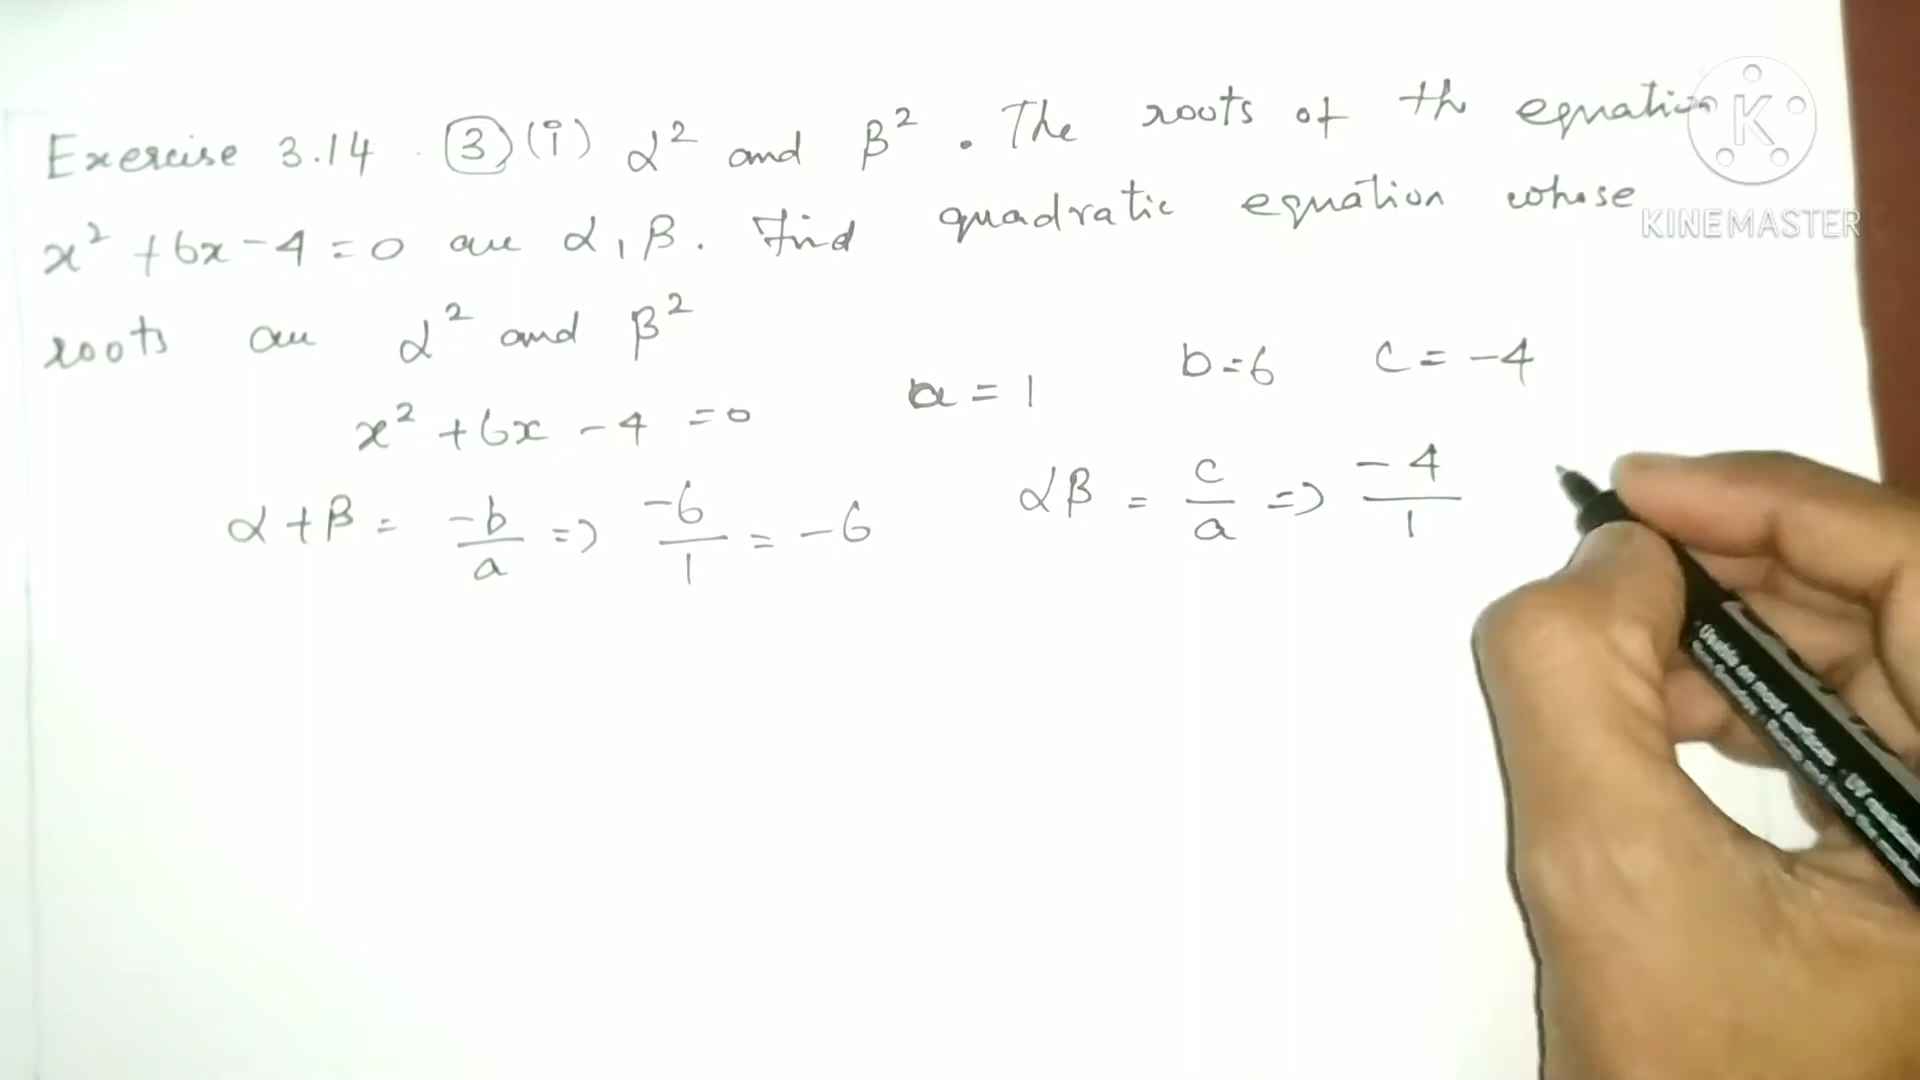 Exercise 3.14 . ③ (i) α² and β² . The roots of th equation
x² + 6x - 4 = 0 are α, β. Find quadratic equation whose
roots are α² and β²
x² + 6x - 4 = 0 a = 1 b = 6 c = -4
α + β = -b/a => -6/1 = -6 αβ = c/a => -4/1
K
KINEMASTER